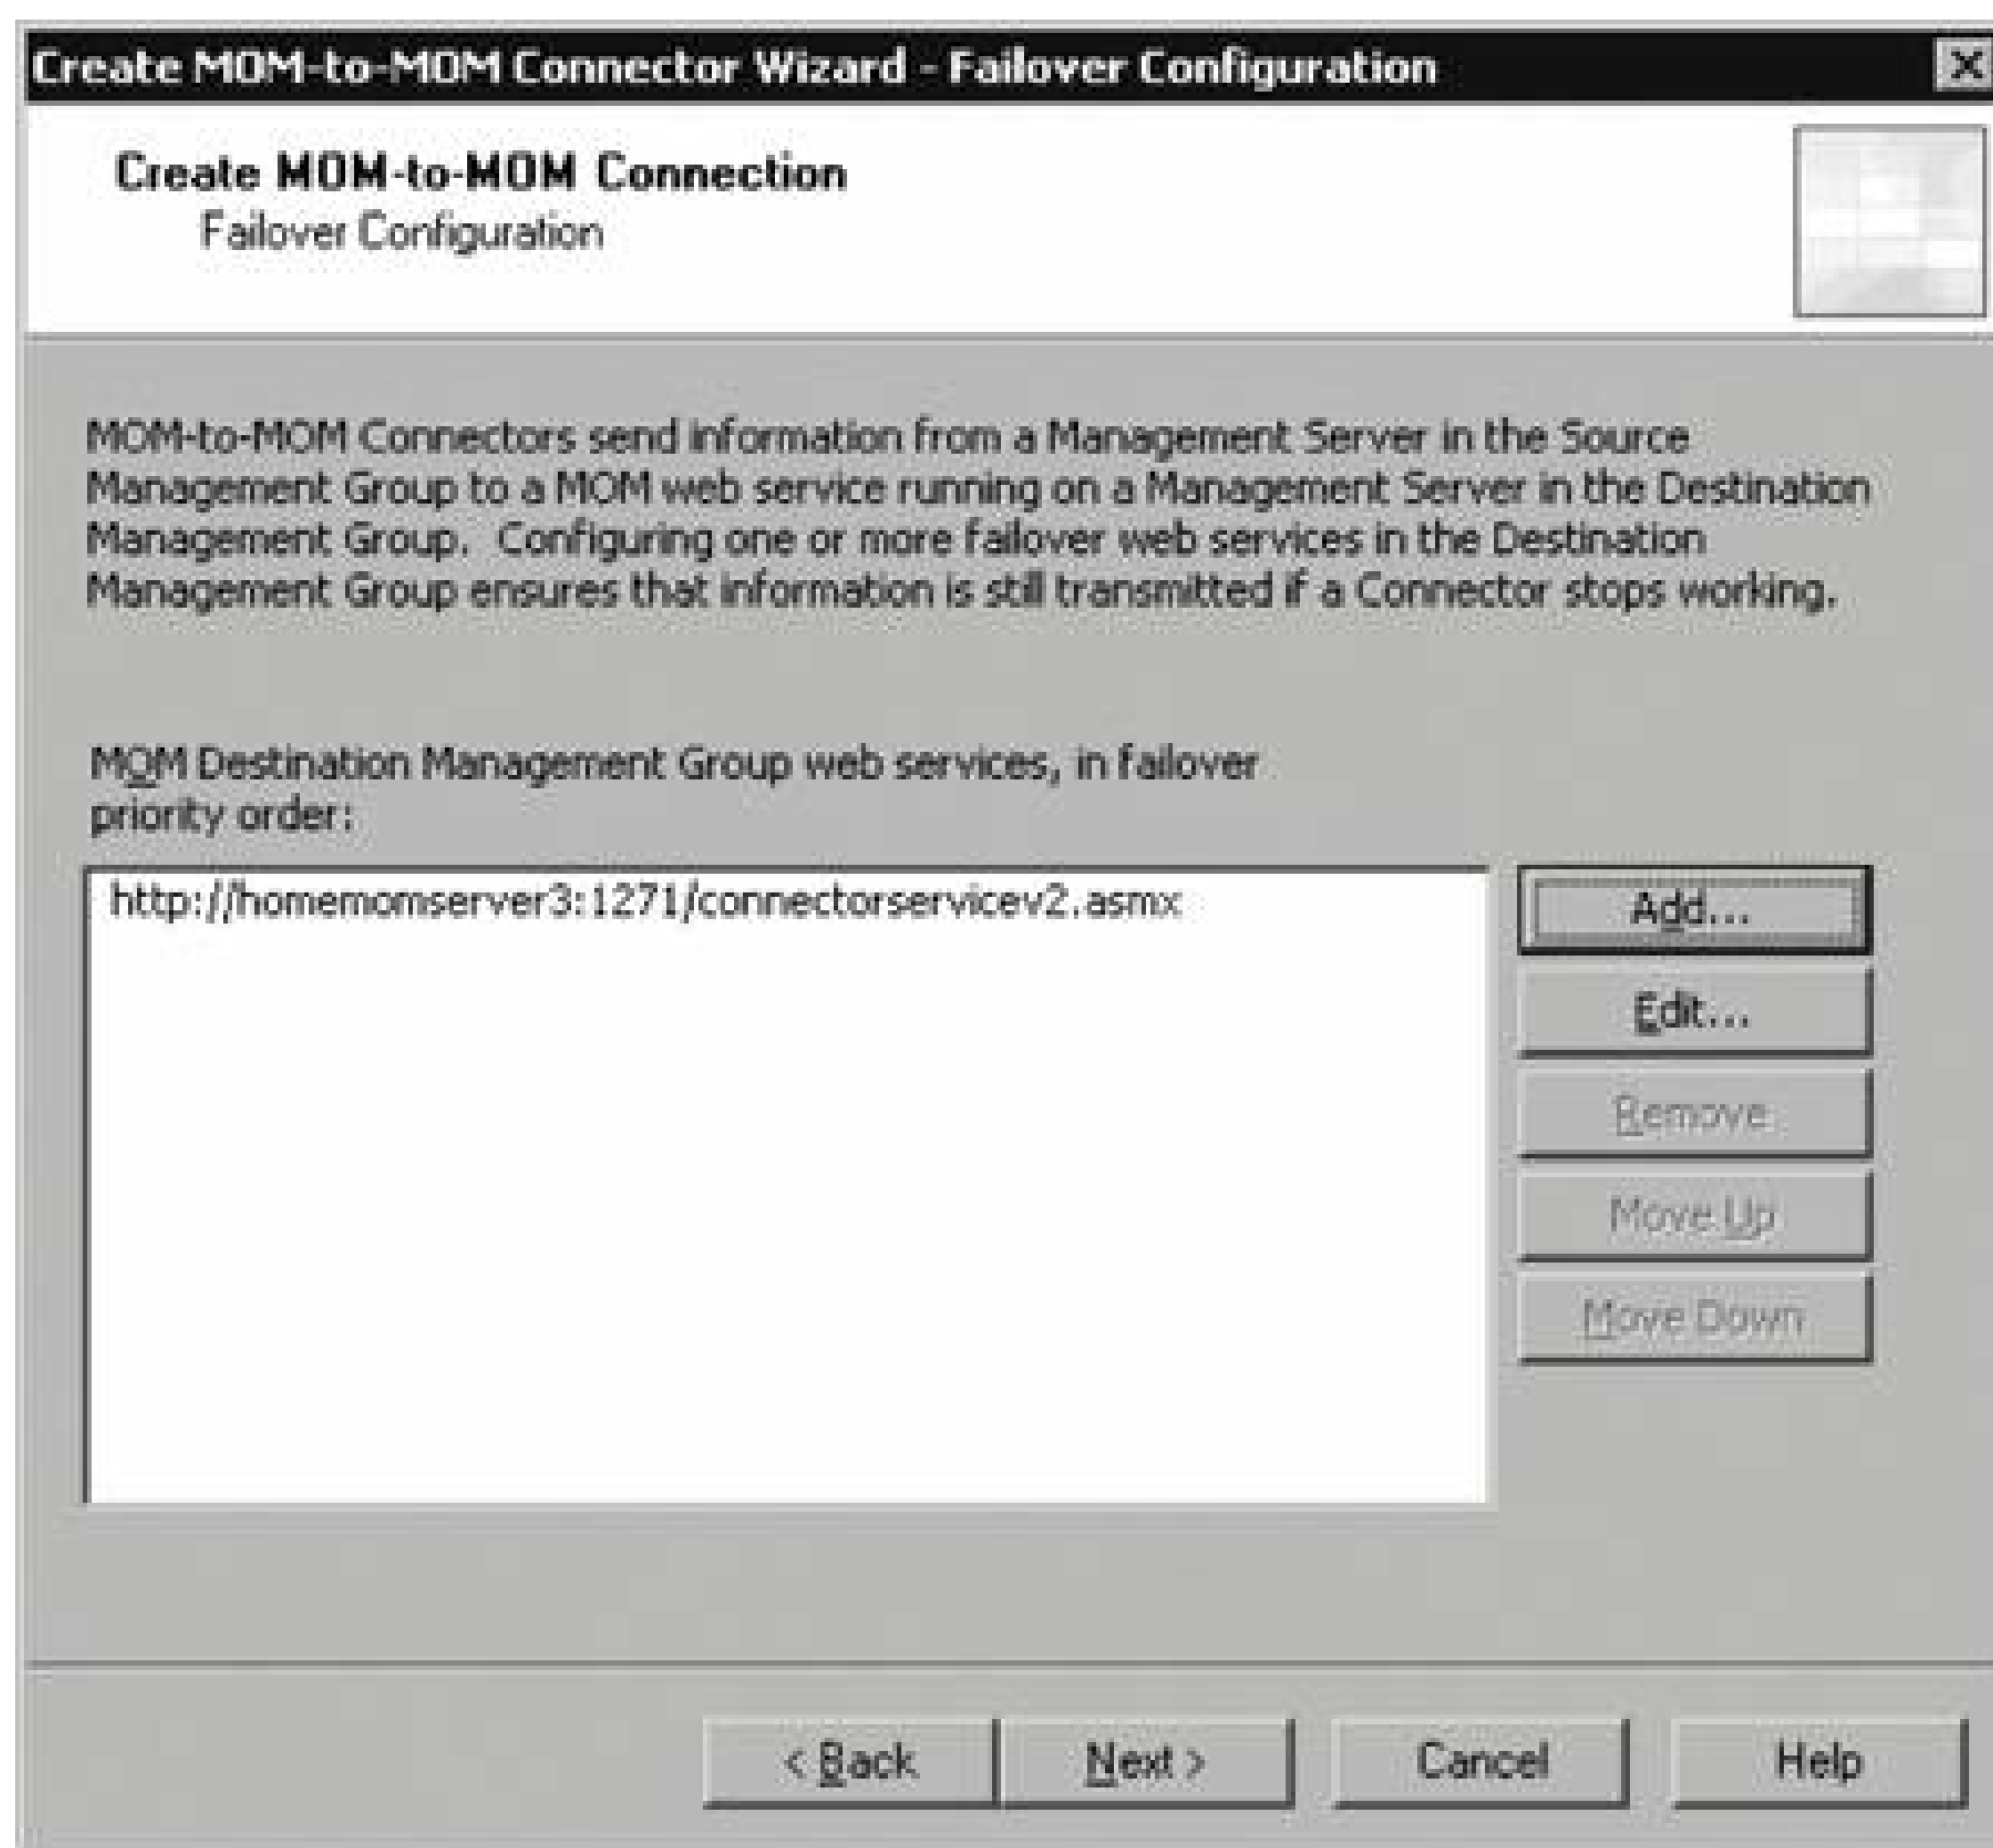 Create MOM-to-MOM Connector Wizard - Failover Configuration
Create MOM-to-MOM Connection
Failover Configuration
MOM-to-MOM Connectors send information from a Management Server in the Source
Management Group to a MOM web service running on a Management Server in the Destination
Management Group.  Configuring one or more failover web services in the Destination
Management Group ensures that information is still transmitted if a Connector stops working.
MOM Destination Management Group web services, in failover
priority order:
http://homemomserver3:1271/connectorservicev2.asmx
Add...
Edit...
Remove
Move Up
Move Down
< Back
Next >
Cancel
Help